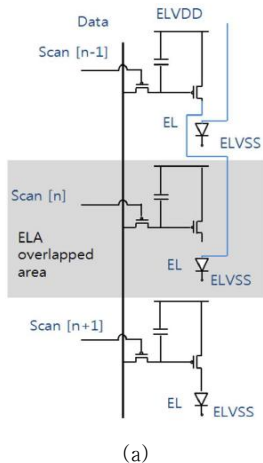 Data
ELVDD
Scan [n-1]
EL
ELVSS
Scan [n]
ELA
overlapped
area
EL
ELVSS
Scan [n+1]
EL
ELVSS
(a)